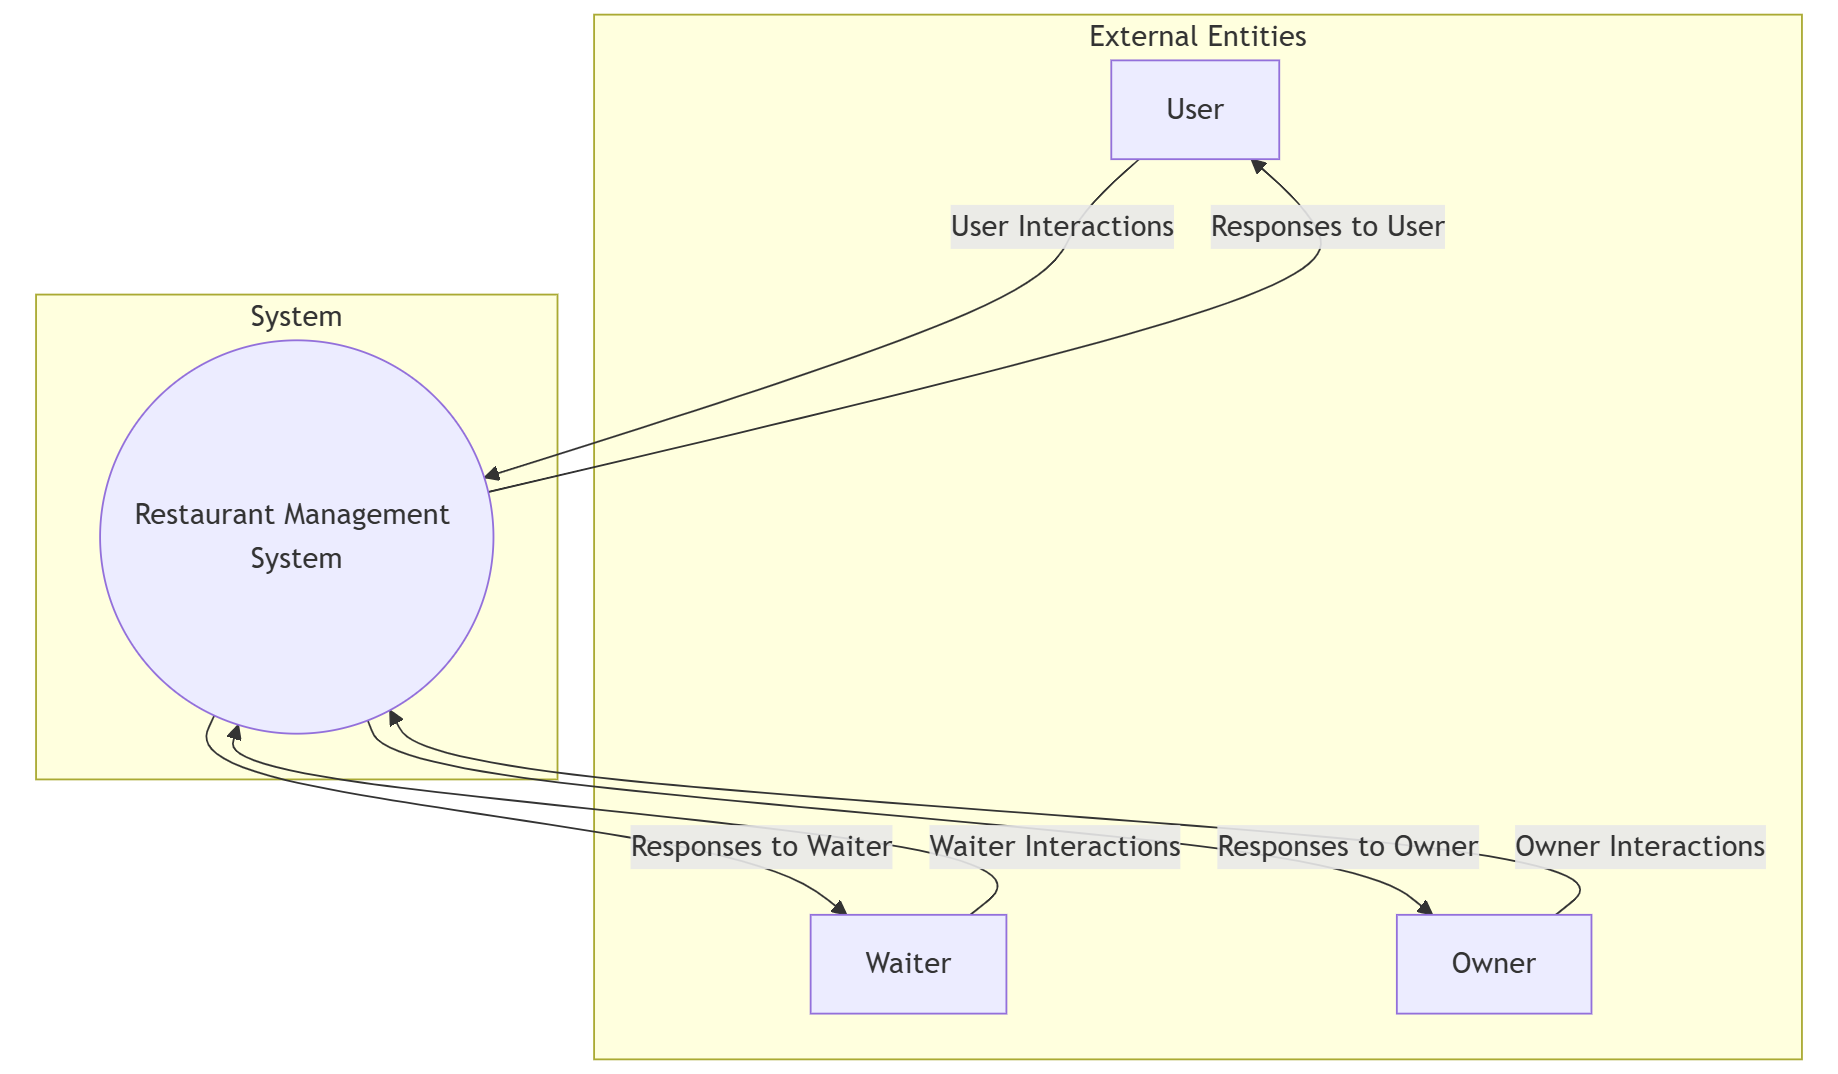 External Entities
User
User Interactions
Responses to User
System
Restaurant Management
System
Responses to Waiter
Waiter Interactions
Responses to Owner
Owner Interactions
Waiter
Owner